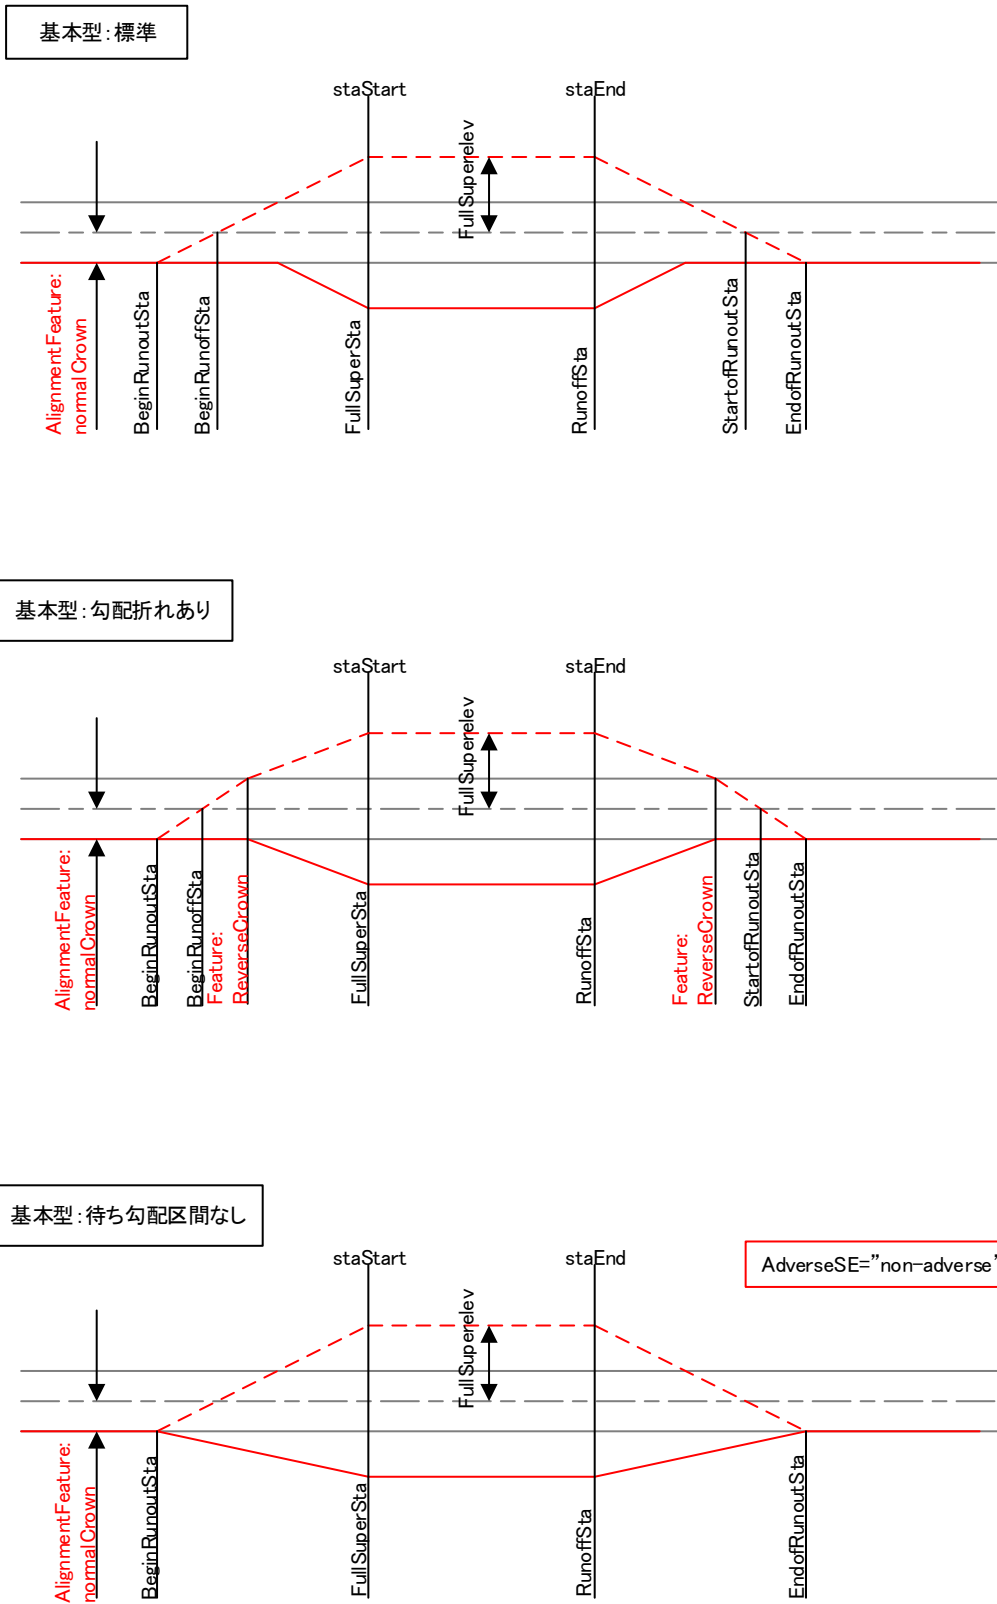 基本型：標準
staStart
staEnd
FullSuperelev
AlignmentFeature:
normalCrown
BeginRunoutSta
BeginRunoffSta
FullSuperSta
RunoffSta
StartofRunoutSta
EndofRunoutSta
基本型：勾配折れあり
staStart
staEnd
FullSuperelev
AlignmentFeature:
normalCrown
BeginRunoutSta
BeginRunoffSta
Feature:
ReverseCrown
FullSuperSta
RunoffSta
Feature:
ReverseCrown
StartofRunoutSta
EndofRunoutSta
基本型：待ち勾配区間なし
staStart
staEnd
AdverseSE=”non-adverse”
FullSuperelev
AlignmentFeature:
normalCrown
BeginRunoutSta
FullSuperSta
RunoffSta
EndofRunoutSta